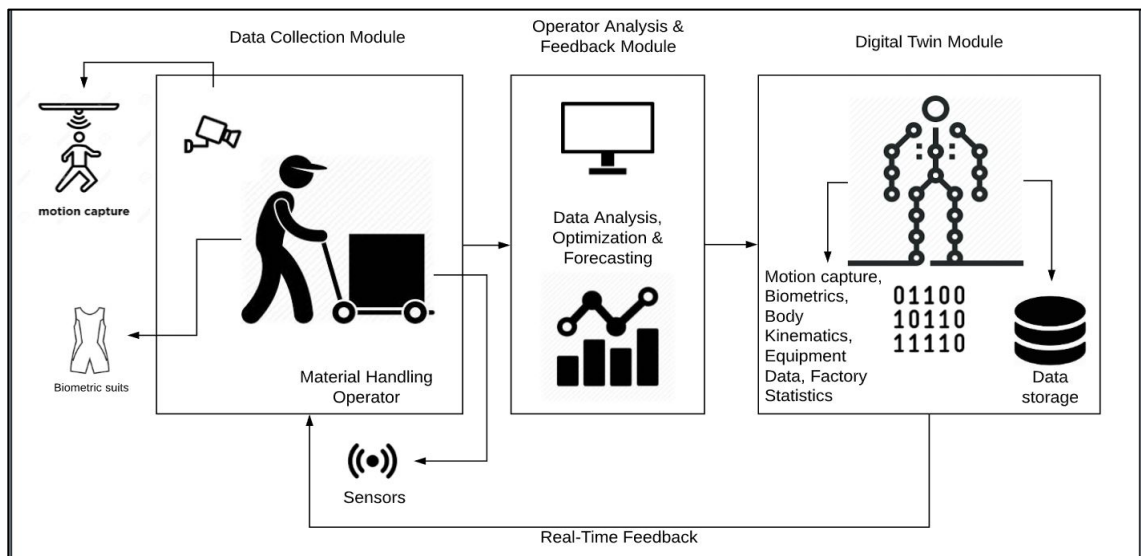 Data Collection Module
Operator Analysis &
Feedback Module
Digital Twin Module
motion capture
Biometric suits
Material Handling
Operator
Sensors
Data Analysis,
Optimization &
Forecasting
Motion capture,
Biometrics,
Body
Kinematics,
Equipment
Data, Factory
Statistics
01100
10110
11110
Data
storage
Real-Time Feedback